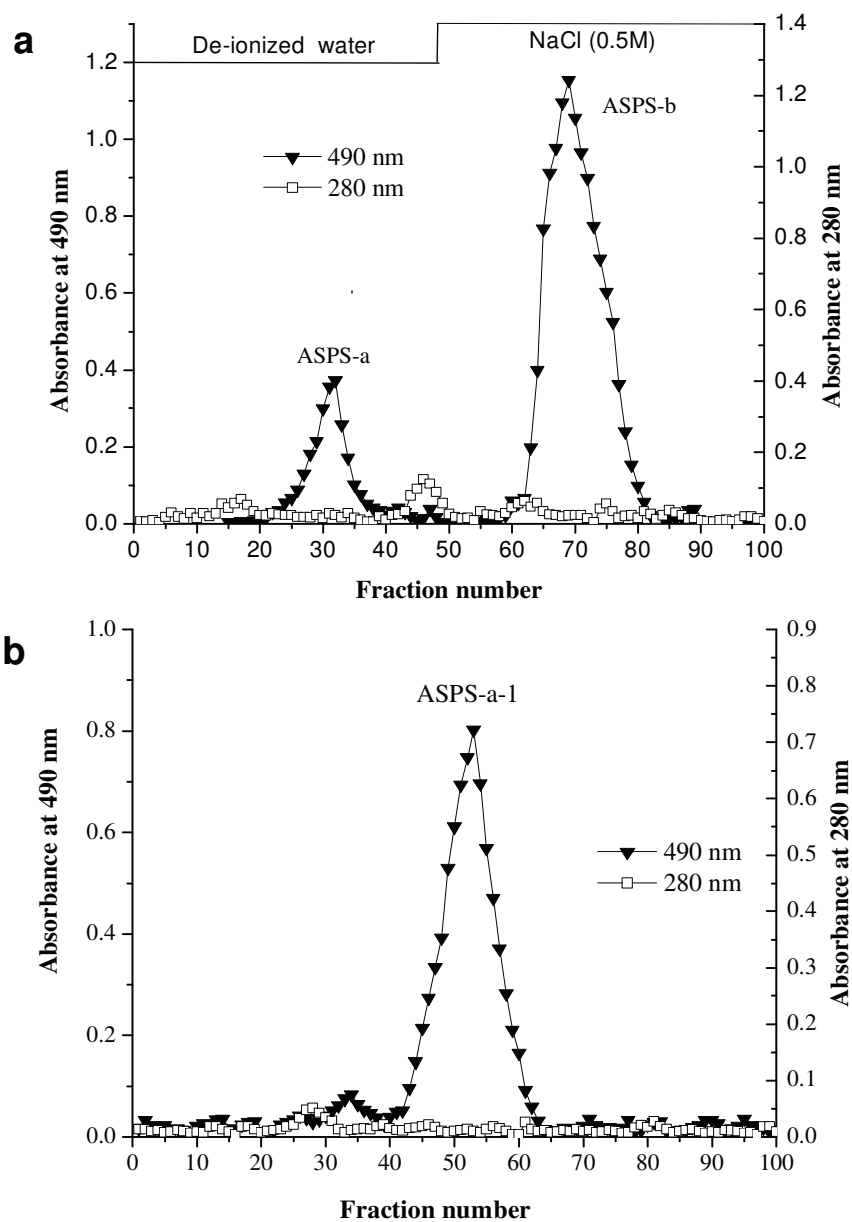 a
De-ionized water
NaCl (0.5M)
ASPS-b
490 nm
280 nm
ASPS-a
Absorbance at 490 nm
0.0
0.2
0.4
0.6
0.8
1.0
1.2
Absorbance at 280 nm
0.0
0.2
0.4
0.6
0.8
1.0
1.2
1.4
0 10 20 30 40 50 60 70 80 90 100
Fraction number
b
ASPS-a-1
490 nm
280 nm
Absorbance at 490 nm
0.0
0.2
0.4
0.6
0.8
1.0
Absorbance at 280 nm
0.0
0.1
0.2
0.3
0.4
0.5
0.6
0.7
0.8
0.9
0 10 20 30 40 50 60 70 80 90 100
Fraction number